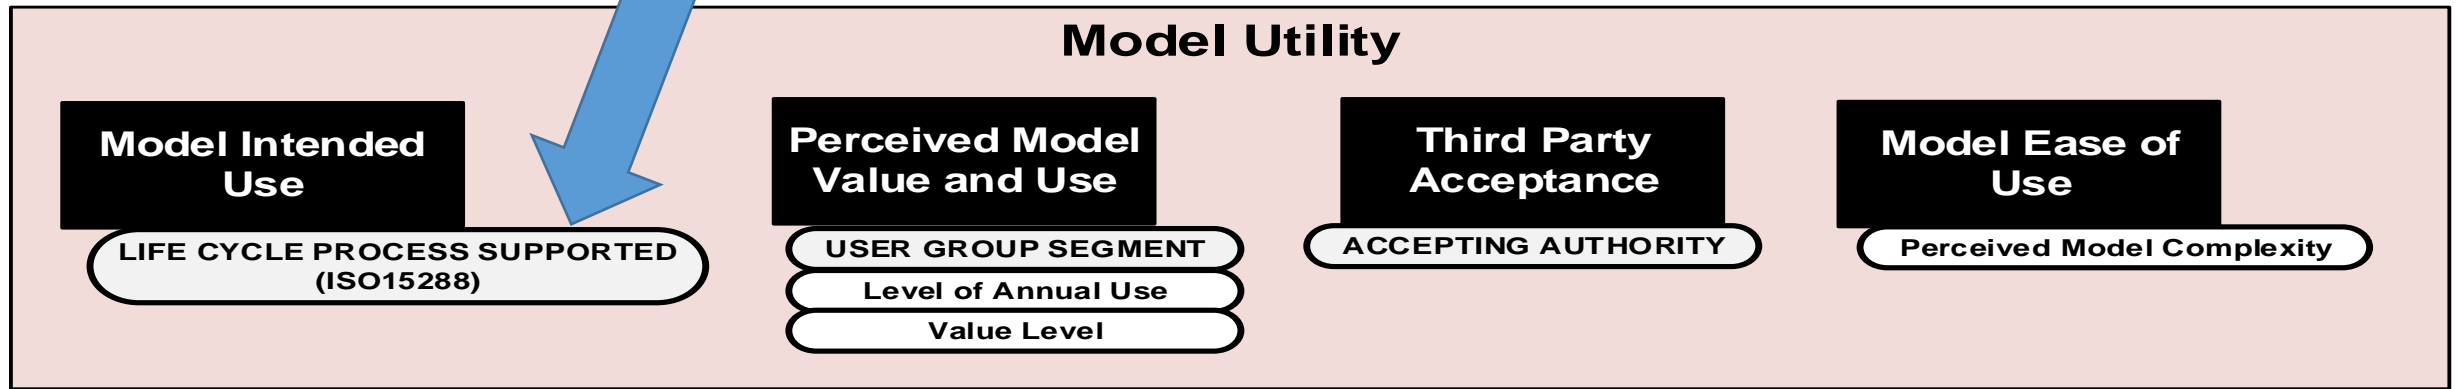 Model Utility
Model Intended
Use
LIFE CYCLE PROCESS SUPPORTED
(ISO15288)
Perceived Model
Value and Use
USER GROUP SEGMENT
Level of Annual Use
Value Level
Third Party
Acceptance
ACCEPTING AUTHORITY
Model Ease of
Use
Perceived Model Complexity